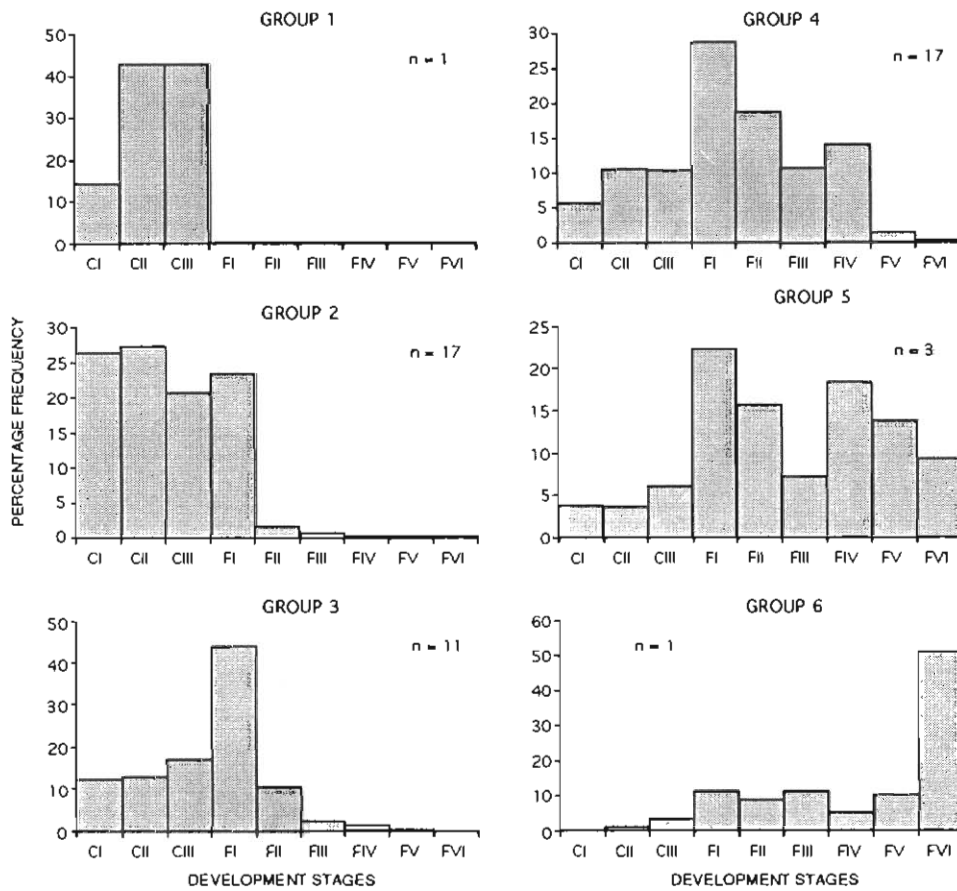 GROUP 1
n = 1
50
40
30
20
10
0
CI CII CIII FI FII FIII FIV FV FVI
GROUP 2
n = 17
30
25
20
15
10
5
0
CI CII CIII FI FII FIII FIV FV FVI
GROUP 3
n = 11
50
40
30
20
10
0
CI CII CIII FI FII FIII FIV FV FVI
DEVELOPMENT STAGES
PERCENTAGE FREQUENCY
GROUP 4
n = 17
30
25
20
15
10
5
0
CI CII CIII FI FII FIII FIV FV FVI
GROUP 5
n = 3
25
20
15
10
5
0
CI CII CIII FI FII FIII FIV FV FVI
GROUP 6
n = 1
60
50
40
30
20
10
0
CI CII CIII FI FII FIII FIV FV FVI
DEVELOPMENT STAGES